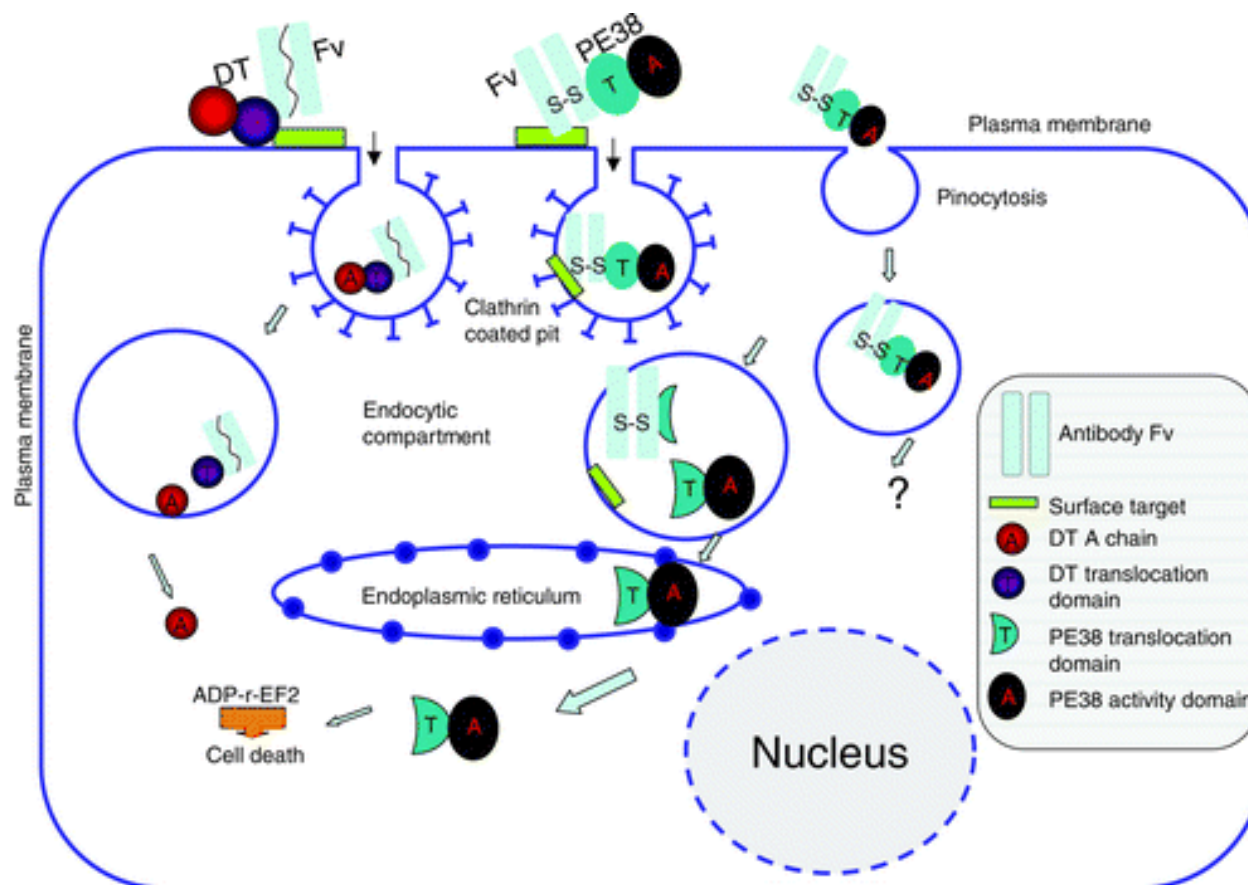 DT
Fv
Fv
PE38
S-S
T
A
S-S
T
A
Plasma membrane
Pinocytosis
A
S-S
T
A
Clathrin
coated pit
S-S
T
A
Plasma membrane
Endocytic
compartment
S-S
T
A
A
?
Endoplasmic reticulum
T
A
A
ADP-r-EF2
Cell death
T
A
Nucleus
Antibody Fv
Surface target
A
DT A chain
DT translocation
domain
T
PE38 translocation
domain
A
PE38 activity domain